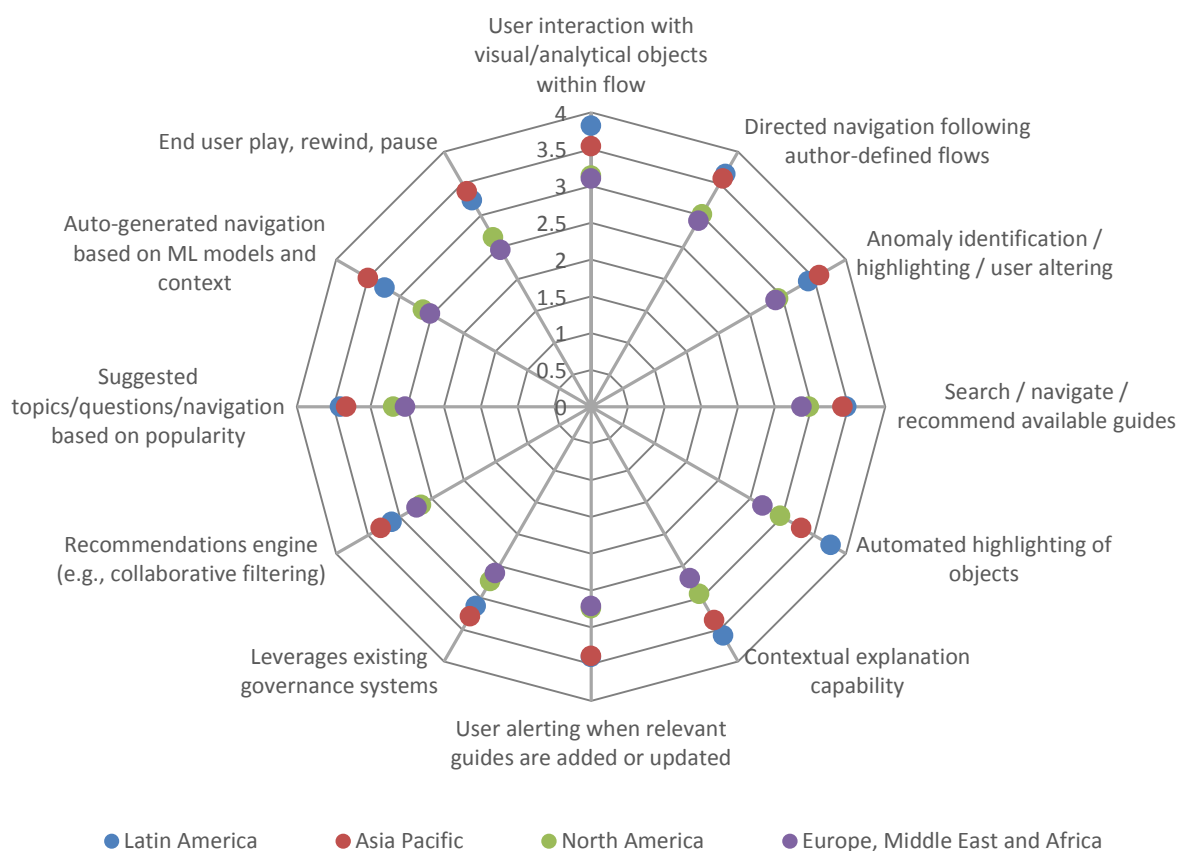 User interaction with
visual/analytical objects
within flow
Directed navigation following
author-defined flows
Anomaly identification /
highlighting / user altering
Search / navigate /
recommend available guides
Automated highlighting of
objects
Contextual explanation
capability
User alerting when relevant
guides are added or updated
Leverages existing
governance systems
Recommendations engine
(e.g., collaborative filtering)
Suggested
topics/questions/navigation
based on popularity
Auto-generated navigation
based on ML models and
context
End user play, rewind, pause
4
3.5
3
2.5
2
1.5
1
0.5
0
Latin America
Asia Pacific
North America
Europe, Middle East and Africa